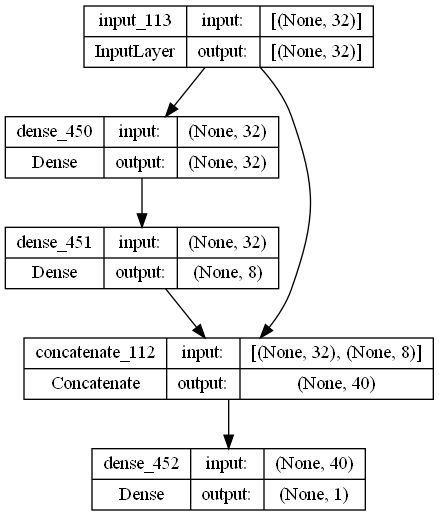 input_113 input: [(None, 32)]
InputLayer output: [(None, 32)]
dense_450 input: (None, 32)
Dense output: (None, 32)
dense_451 input: (None, 32)
Dense output: (None, 8)
concatenate_112 input: [(None, 32), (None, 8)]
Concatenate output: (None, 40)
dense_452 input: (None, 40)
Dense output: (None, 1)